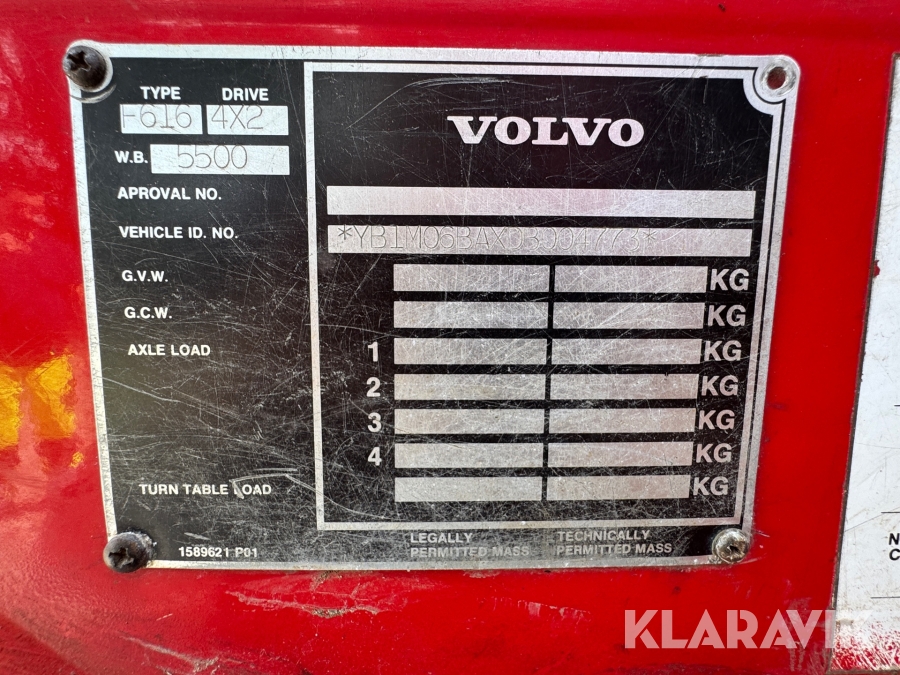 TYPE DRIVE
F616 4X2
VOLVO
W.B. 5500
APROVAL NO.
VEHICLE ID. NO.
G.V.W. KG
G.C.W. KG
AXLE LOAD 1 KG
2 KG
3 KG
4 KG
TURN TABLE LOAD KG
LEGALLY PERMITTED MASS
TECHNICALLY PERMITTED MASS
1589621 P01
N
C
KLARAVIK